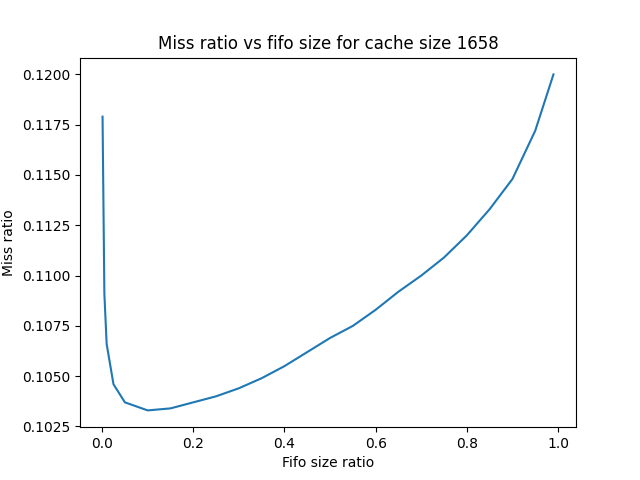 Miss ratio vs fifo size for cache size 1658
0.1200
0.1175
0.1150
0.1125
0.1100
0.1075
0.1050
0.1025
Miss ratio
0.0 0.2 0.4 0.6 0.8 1.0
Fifo size ratio